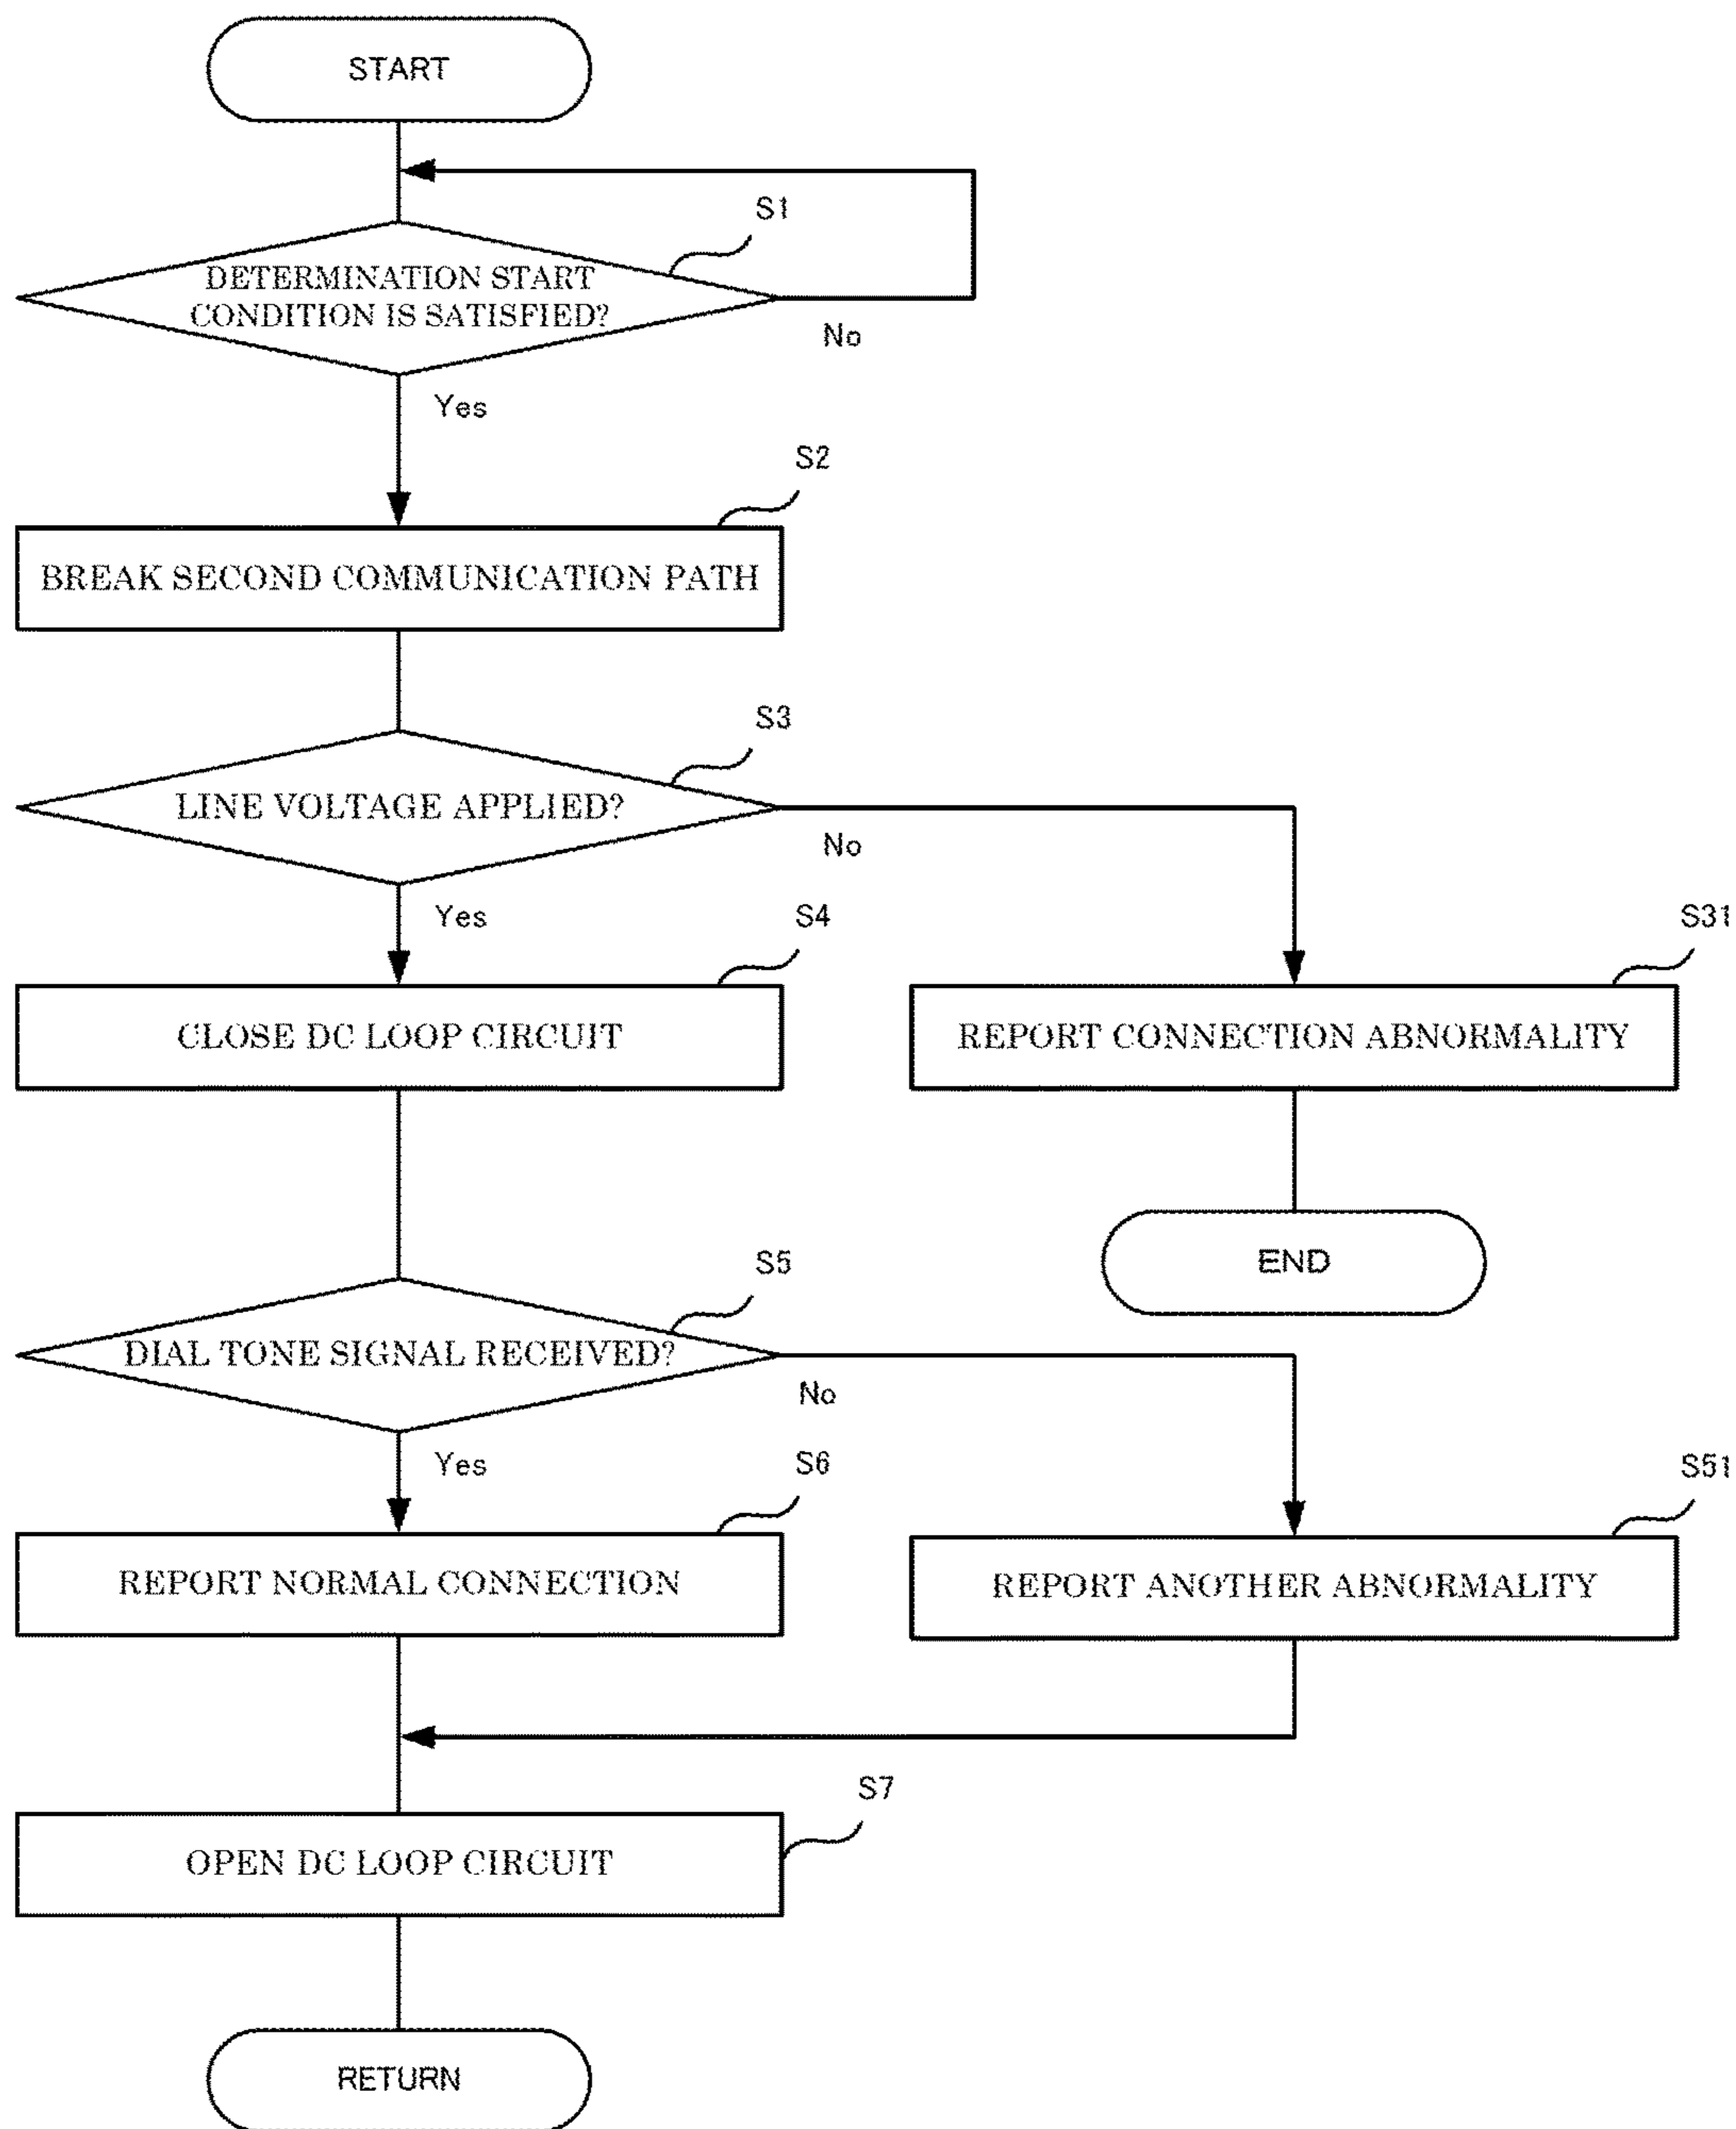 START
S1
DETERMINATION START
CONDITION IS SATISFIED?
No
Yes
S2
BREAK SECOND COMMUNICATION PATH
S3
LINE VOLTAGE APPLIED?
No
Yes
S4
S31
CLOSE DC LOOP CIRCUIT
REPORT CONNECTION ABNORMALITY
END
S5
DIAL TONE SIGNAL RECEIVED?
No
Yes
S6
S51
REPORT NORMAL CONNECTION
REPORT ANOTHER ABNORMALITY
S7
OPEN DC LOOP CIRCUIT
RETURN